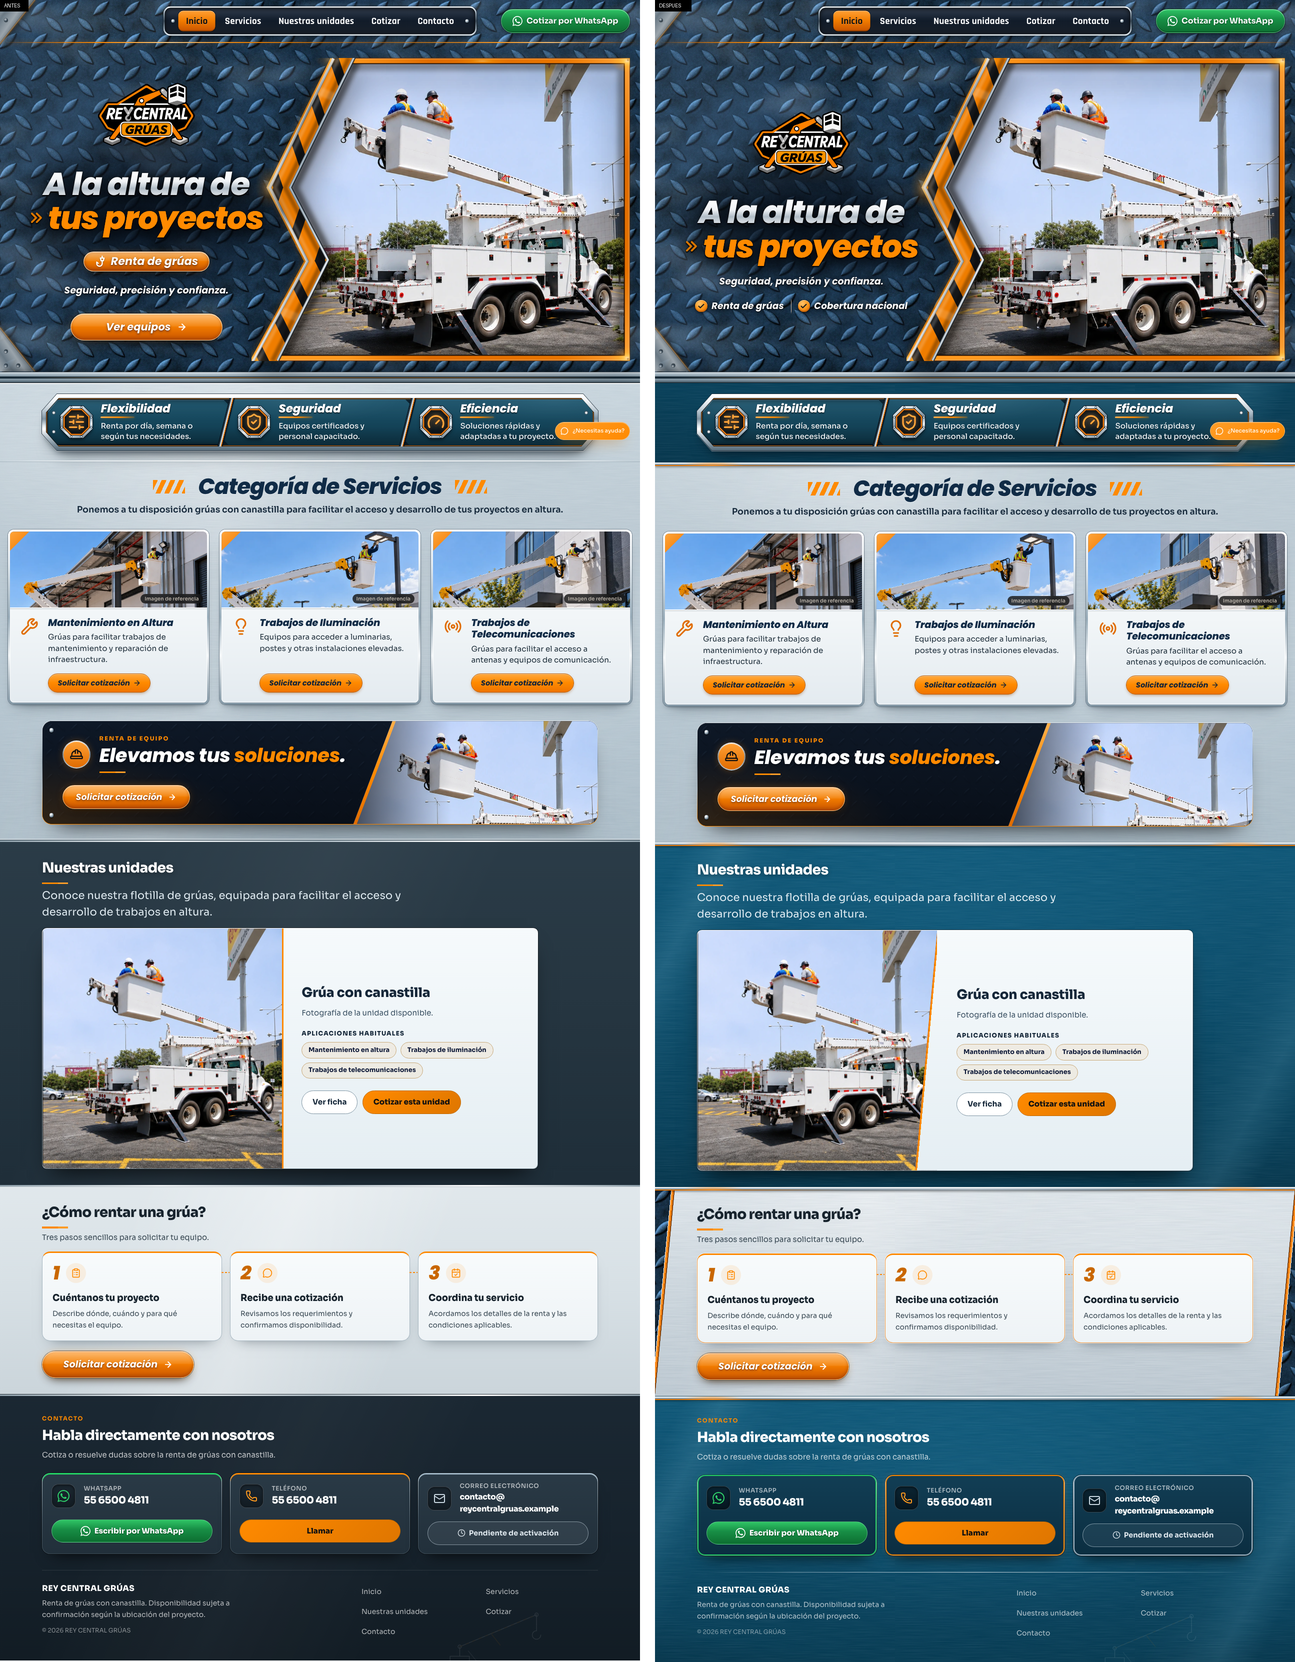 ANTES
Inicio Servicios Nuestras unidades Cotizar Contacto
Cotizar por WhatsApp
REY CENTRAL
GRÚAS
A la altura de
» tus proyectos
Renta de grúas
Seguridad, precisión y confianza.
Ver equipos →
Flexibilidad
Renta por día, semana o
según tus necesidades.
Seguridad
Equipos certificados y
personal capacitado.
Eficiencia
Soluciones rápidas y
adaptadas a tu proyecto.
¿Necesitas ayuda?
Categoría de Servicios
Ponemos a tu disposición grúas con canastilla para facilitar el acceso y desarrollo de tus proyectos en altura.
Imagen de referencia
Mantenimiento en Altura
Grúas para facilitar trabajos de
mantenimiento y reparación de
infraestructura.
Solicitar cotización →
Imagen de referencia
Trabajos de Iluminación
Equipos para acceder a luminarias,
postes y otras instalaciones elevadas.
Solicitar cotización →
Imagen de referencia
Trabajos de
Telecomunicaciones
Grúas para facilitar el acceso a
antenas y equipos de comunicación.
Solicitar cotización →
RENTA DE EQUIPO
Elevamos tus soluciones.
Solicitar cotización →
Nuestras unidades
Conoce nuestra flotilla de grúas, equipada para facilitar el acceso y
desarrollo de trabajos en altura.
Grúa con canastilla
Fotografía de la unidad disponible.
APLICACIONES HABITUALES
Mantenimiento en altura Trabajos de iluminación
Trabajos de telecomunicaciones
Ver ficha Cotizar esta unidad
¿Cómo rentar una grúa?
Tres pasos sencillos para solicitar tu equipo.
1
Cuéntanos tu proyecto
Describe dónde, cuándo y para qué
necesitas el equipo.
2
Recibe una cotización
Revisamos los requerimientos y
confirmamos disponibilidad.
3
Coordina tu servicio
Acordamos los detalles de la renta y las
condiciones aplicables.
Solicitar cotización →
CONTACTO
Habla directamente con nosotros
Cotiza o resuelve dudas sobre la renta de grúas con canastilla.
WHATSAPP
55 6500 4811
Escribir por WhatsApp
TELÉFONO
55 6500 4811
Llamar
CORREO ELECTRÓNICO
contacto@
reycentralgruas.example
Pendiente de activación
REY CENTRAL GRÚAS
Renta de grúas con canastilla. Disponibilidad sujeta a
confirmación según la ubicación del proyecto.
© 2026 REY CENTRAL GRÚAS
Inicio Servicios
Nuestras unidades Cotizar
Contacto
DESPUES
Inicio Servicios Nuestras unidades Cotizar Contacto
Cotizar por WhatsApp
REY CENTRAL
GRÚAS
A la altura de
» tus proyectos
Seguridad, precisión y confianza.
Renta de grúas Cobertura nacional
Flexibilidad
Renta por día, semana o
según tus necesidades.
Seguridad
Equipos certificados y
personal capacitado.
Eficiencia
Soluciones rápidas y
adaptadas a tu proyecto.
¿Necesitas ayuda?
Categoría de Servicios
Ponemos a tu disposición grúas con canastilla para facilitar el acceso y desarrollo de tus proyectos en altura.
Imagen de referencia
Mantenimiento en Altura
Grúas para facilitar trabajos de
mantenimiento y reparación de
infraestructura.
Solicitar cotización →
Imagen de referencia
Trabajos de Iluminación
Equipos para acceder a luminarias,
postes y otras instalaciones elevadas.
Solicitar cotización →
Imagen de referencia
Trabajos de
Telecomunicaciones
Grúas para facilitar el acceso a
antenas y equipos de comunicación.
Solicitar cotización →
RENTA DE EQUIPO
Elevamos tus soluciones.
Solicitar cotización →
Nuestras unidades
Conoce nuestra flotilla de grúas, equipada para facilitar el acceso y
desarrollo de trabajos en altura.
Grúa con canastilla
Fotografía de la unidad disponible.
APLICACIONES HABITUALES
Mantenimiento en altura Trabajos de iluminación
Trabajos de telecomunicaciones
Ver ficha Cotizar esta unidad
¿Cómo rentar una grúa?
Tres pasos sencillos para solicitar tu equipo.
1
Cuéntanos tu proyecto
Describe dónde, cuándo y para qué
necesitas el equipo.
2
Recibe una cotización
Revisamos los requerimientos y
confirmamos disponibilidad.
3
Coordina tu servicio
Acordamos los detalles de la renta y las
condiciones aplicables.
Solicitar cotización →
CONTACTO
Habla directamente con nosotros
Cotiza o resuelve dudas sobre la renta de grúas con canastilla.
WHATSAPP
55 6500 4811
Escribir por WhatsApp
TELÉFONO
55 6500 4811
Llamar
CORREO ELECTRÓNICO
contacto@
reycentralgruas.example
Pendiente de activación
REY CENTRAL GRÚAS
Renta de grúas con canastilla. Disponibilidad sujeta a
confirmación según la ubicación del proyecto.
© 2026 REY CENTRAL GRÚAS
Inicio Servicios
Nuestras unidades Cotizar
Contacto